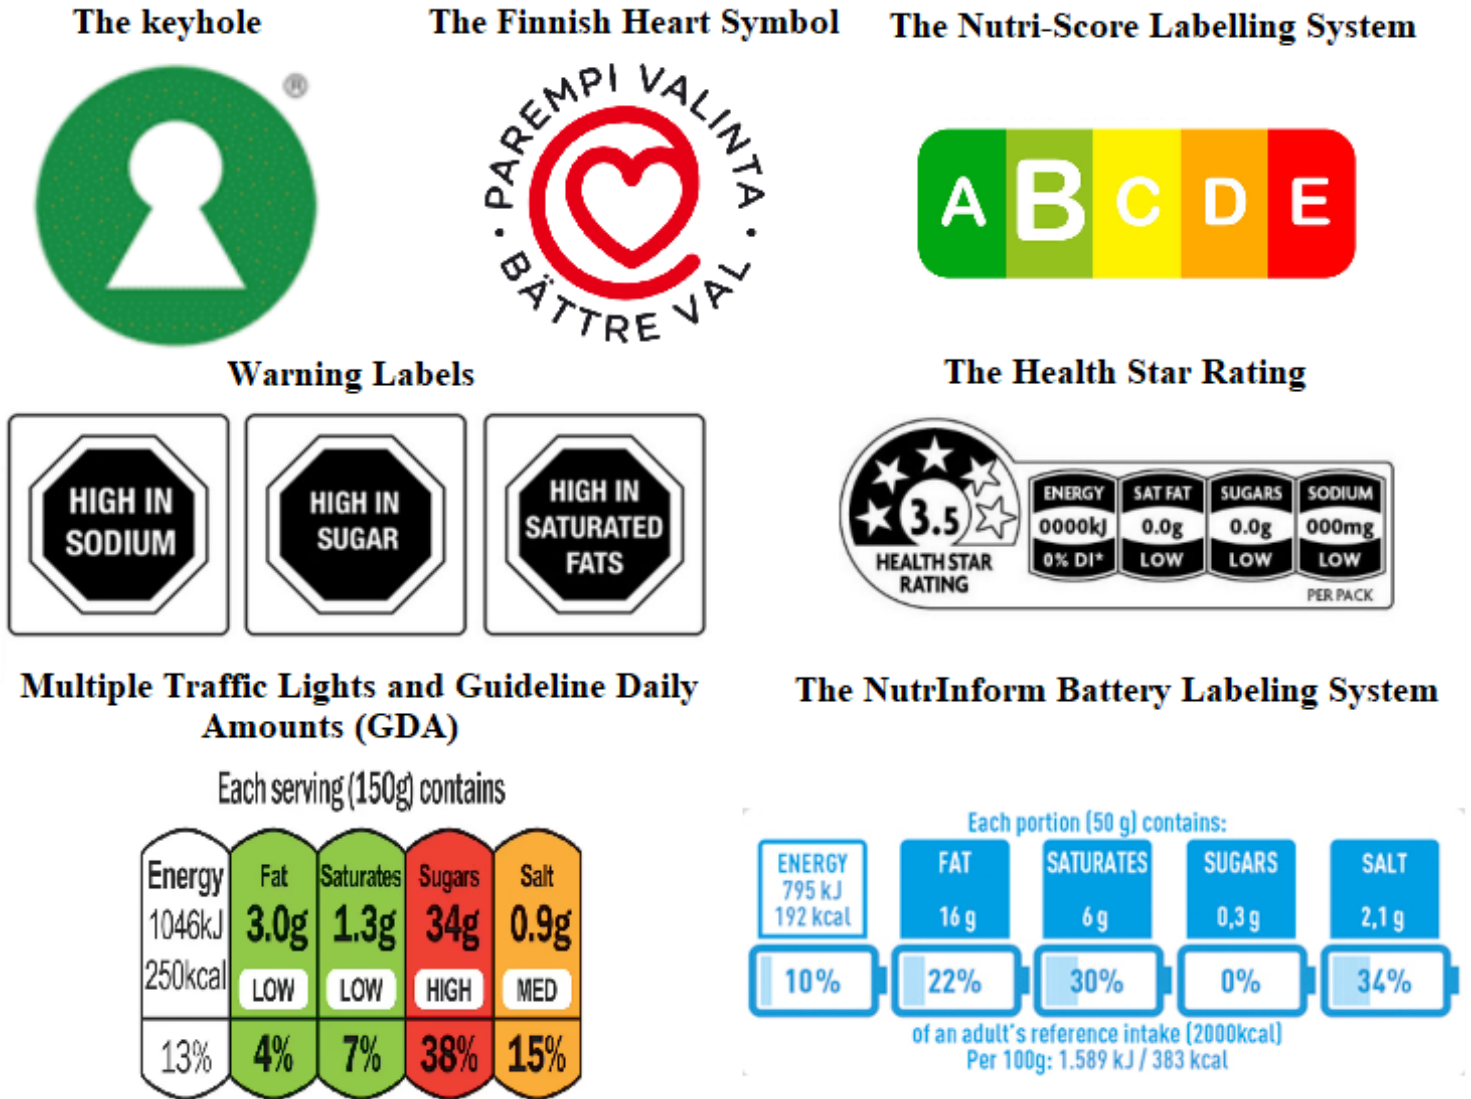 The keyhole
®
The Finnish Heart Symbol
PAREMPI VALINTA
· BÄTTRE VAL ·
The Nutri-Score Labelling System
A B C D E
Warning Labels
HIGH IN
SODIUM
HIGH IN
SUGAR
HIGH IN
SATURATED
FATS
The Health Star Rating
3.5
HEALTH STAR
RATING
ENERGY SAT FAT SUGARS SODIUM
0000kJ 0.0g 0.0g 000mg
0% DI* LOW LOW LOW
PER PACK
Multiple Traffic Lights and Guideline Daily
Amounts (GDA)
Each serving (150g) contains
Energy Fat Saturates Sugars Salt
1046kJ 3.0g 1.3g 34g 0.9g
250kcal LOW LOW HIGH MED
13% 4% 7% 38% 15%
The NutrInform Battery Labeling System
Each portion (50 g) contains:
ENERGY FAT SATURATES SUGARS SALT
795 kJ
192 kcal 16 g 6 g 0,3 g 2,1 g
10% 22% 30% 0% 34%
of an adult's reference intake (2000kcal)
Per 100g: 1.589 kJ / 383 kcal